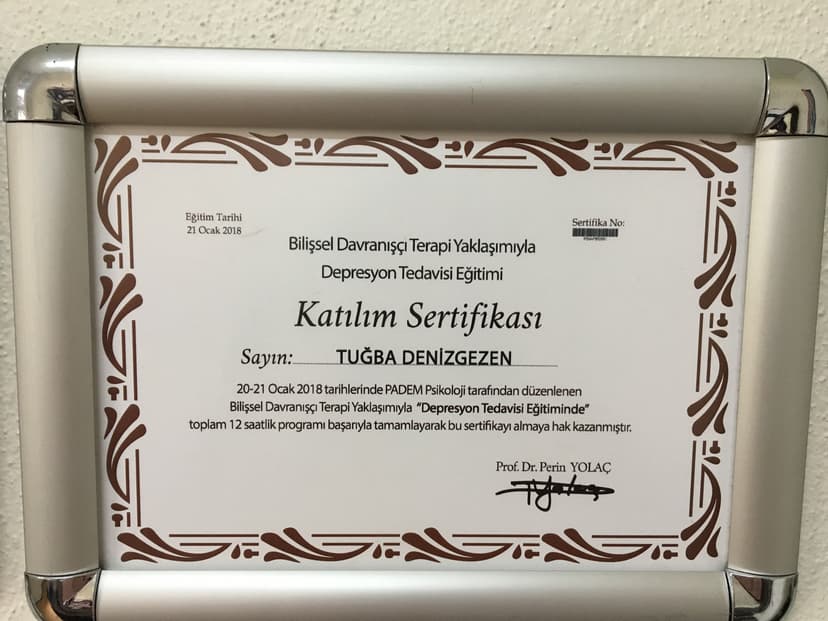 Eğitim Tarihi
21 Ocak 2018
Sertifika No:
Bilişsel Davranışçı Terapi Yaklaşımıyla
Depresyon Tedavisi Eğitimi
Katılım Sertifikası
Sayın: TUĞBA DENİZGEZEN
20-21 Ocak 2018 tarihlerinde PADEM Psikoloji tarafından düzenlenen
Bilişsel Davranışçı Terapi Yaklaşımıyla "Depresyon Tedavisi Eğitiminde"
toplam 12 saatlik programı başarıyla tamamlayarak bu sertifikayı almaya hak kazanmıştır.
Prof. Dr. Perin YOLAÇ